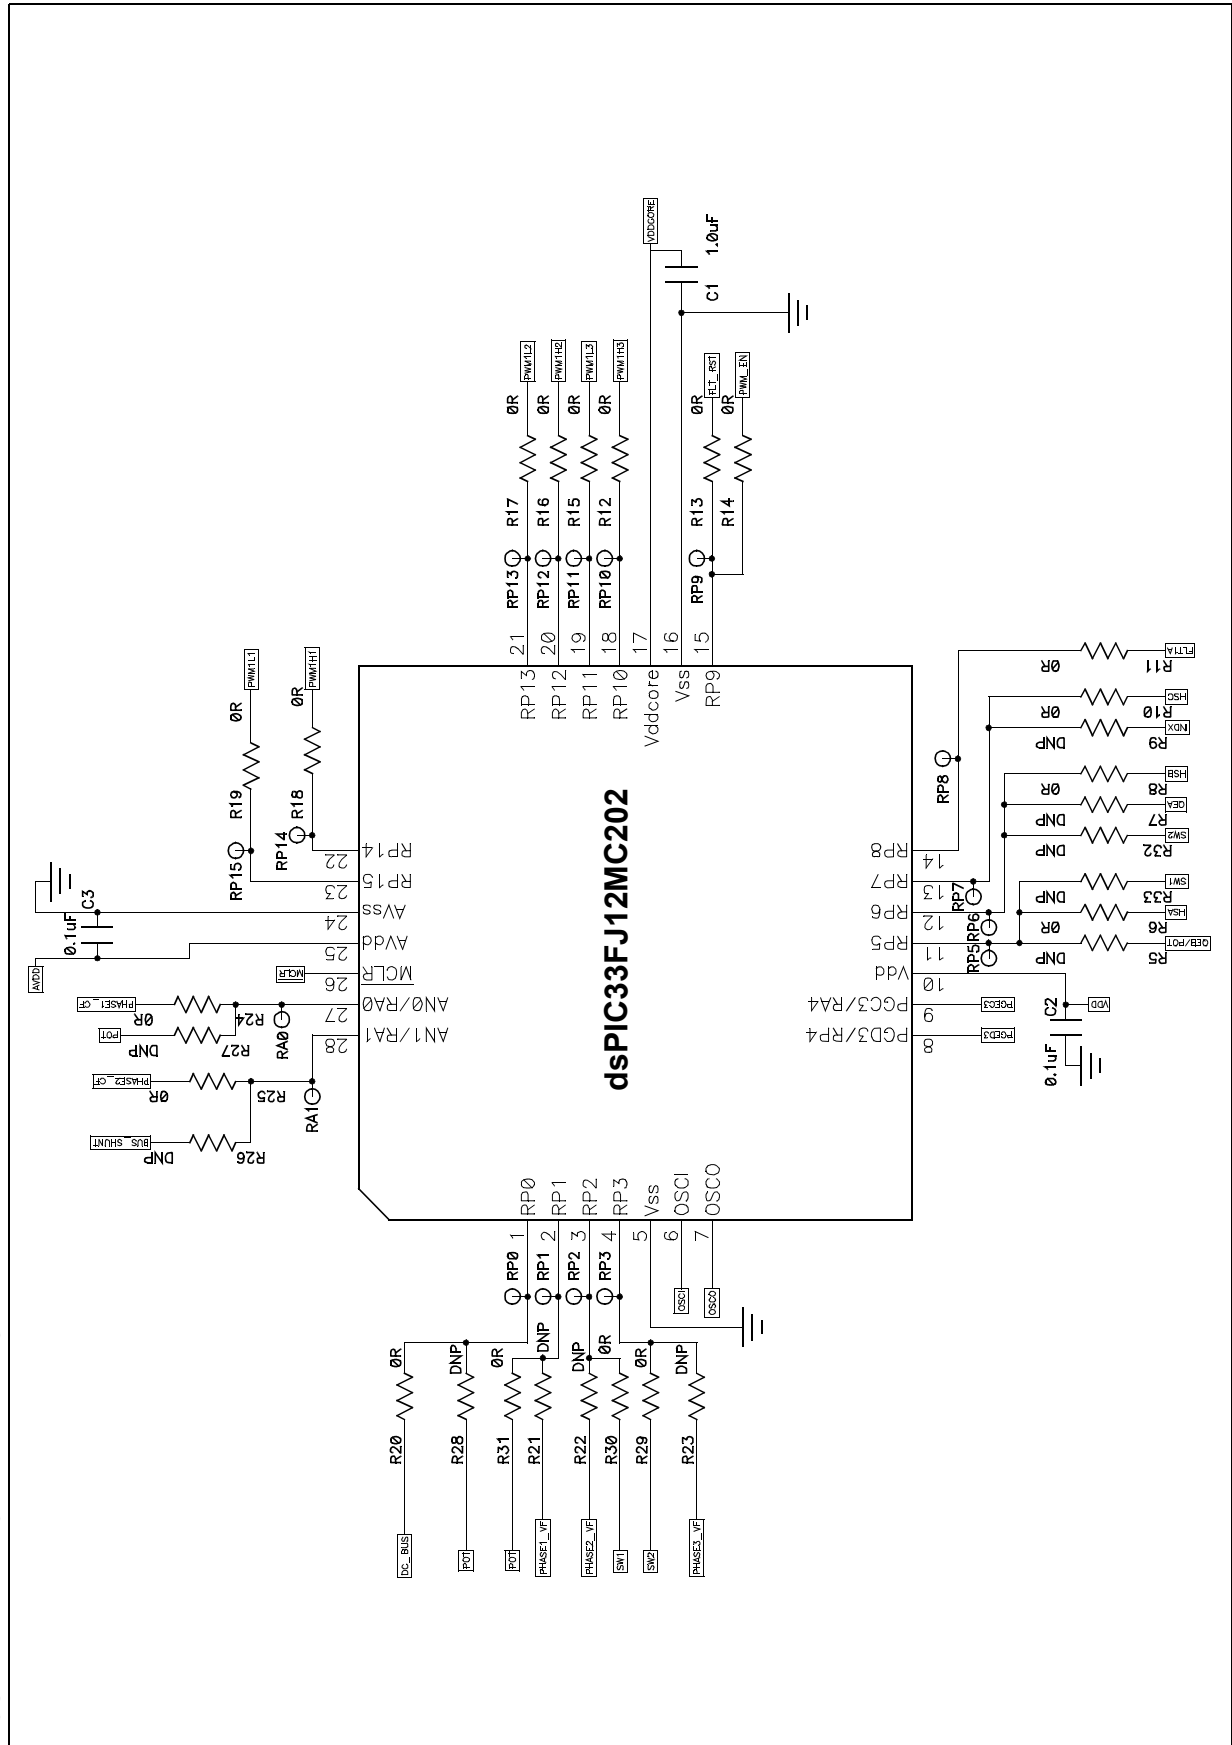 VDDCORE
1.0uF
C1
PWM1L2
PWM1H2
PWM1L3
PWM1H3
FLT_RST
PWM_EN
0R
0R
0R
0R
0R
0R
R17
R16
R15
R12
R13
R14
RP13
RP12
RP11
RP10
RP9
21
20
19
18
17
16
15
RP13
RP12
RP11
RP10
Vddcore
Vss
RP9
PWM1L1
PWM1H1
0R
0R
R19
R18
RP15
RP14
C3
0.1uF
AVDD
MCLR
PHASE1_CF
0R
R24
POT
DNP
R27
RA0
PHASE2_CF
0R
R25
RA1
BUS_SHUNT
DNP
R26
22
23
24
25
26
27
28
RP14
RP15
AVss
AVdd
MCLR
AN0/RA0
AN1/RA1
dsPIC33FJ12MC202
RP8
RP7
RP6
RP5
Vdd
PGC3/RA4
PGD3/RP4
14
13
12
11
10
9
8
RP8
RP7
RP6
RP5
0R
R11
FLT1A
0R
R10
HSC
DNP
R9
INDX
0R
R8
HSB
DNP
R7
QEA
DNP
R32
SW2
DNP
R33
SW1
0R
R6
HSA
DNP
R5
QEB/POT
VDD
C2
0.1uF
PGEC3
PGED3
RP0
RP1
RP2
RP3
Vss
OSCI
OSCO
1
2
3
4
5
6
7
RP0
RP1
RP2
RP3
OSCI
OSCO
0R
DNP
0R
DNP
DNP
0R
0R
DNP
R20
R28
R31
R21
R22
R30
R29
R23
DC_BUS
POT
POT
PHASE1_VF
PHASE2_VF
SW1
SW2
PHASE3_VF